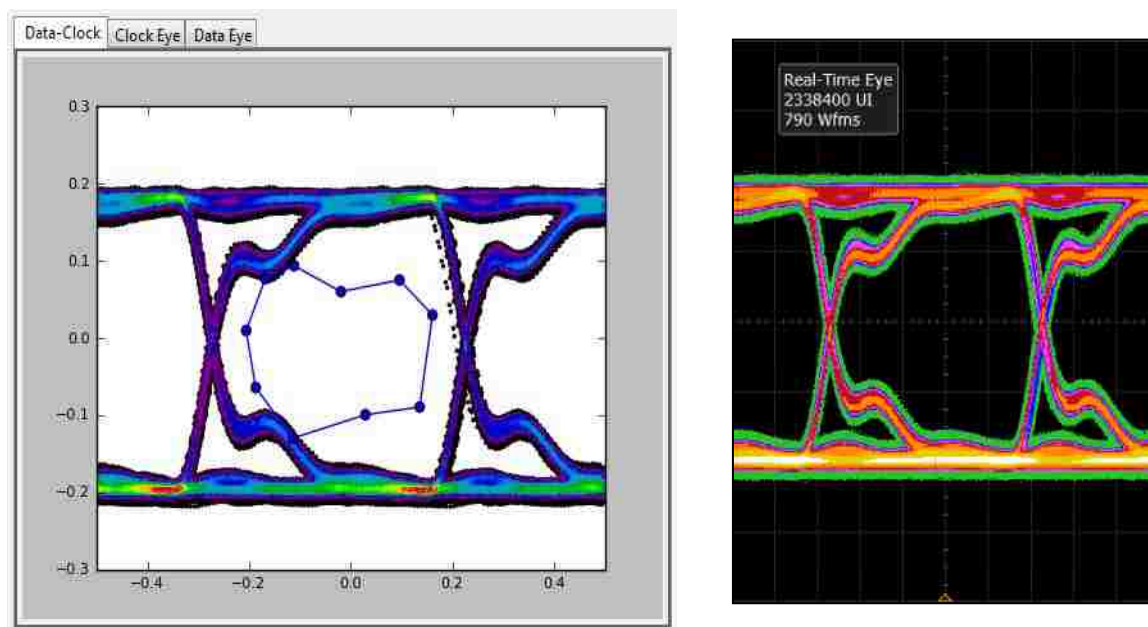 Data-Clock Clock Eye Data Eye
0.3
0.2
0.1
0.0
−0.1
−0.2
−0.3
−0.4 −0.2 0.0 0.2 0.4
Real-Time Eye
2338400 UI
790 Wfms